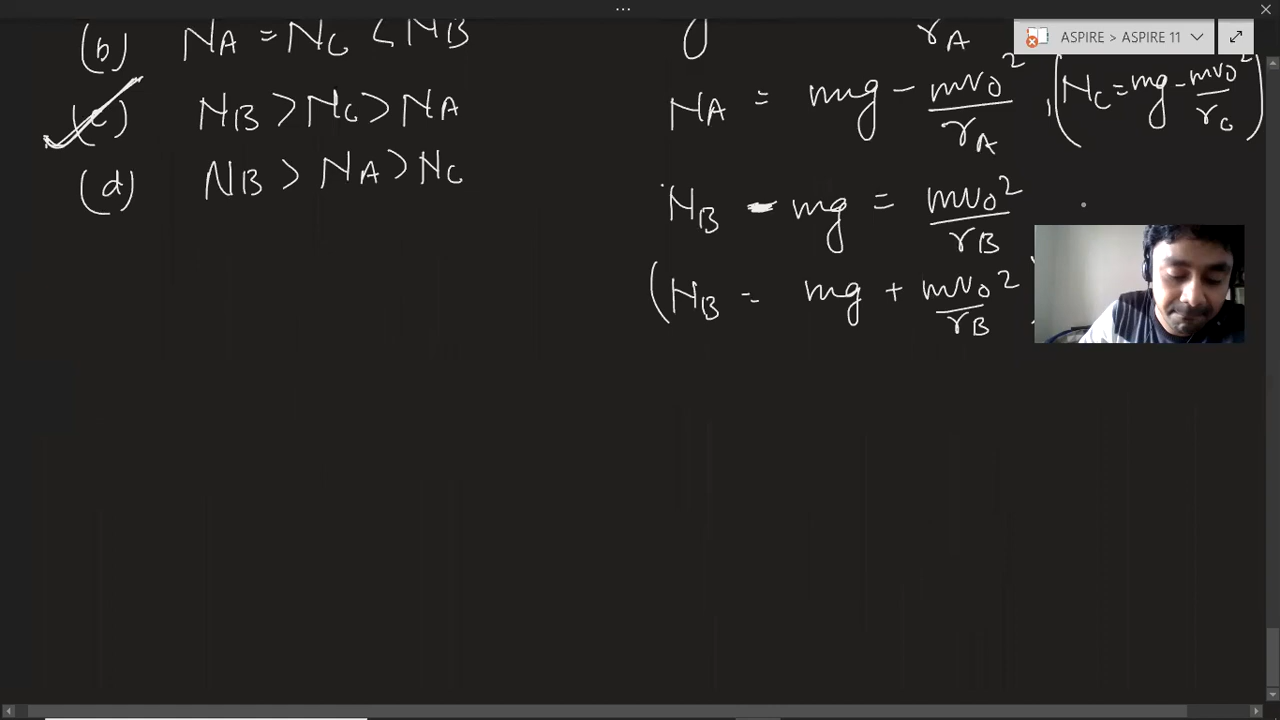 (b) NA = NC < NB
(c) NB > NC > NA
(d) NB > NA > NC
g
rA
NA = mg - mv₀² / rA , (NC = mg - mv₀² / rC)
NB - mg = mv₀² / rB
(NB = mg + mv₀² / rB
ASPIRE > ASPIRE 11